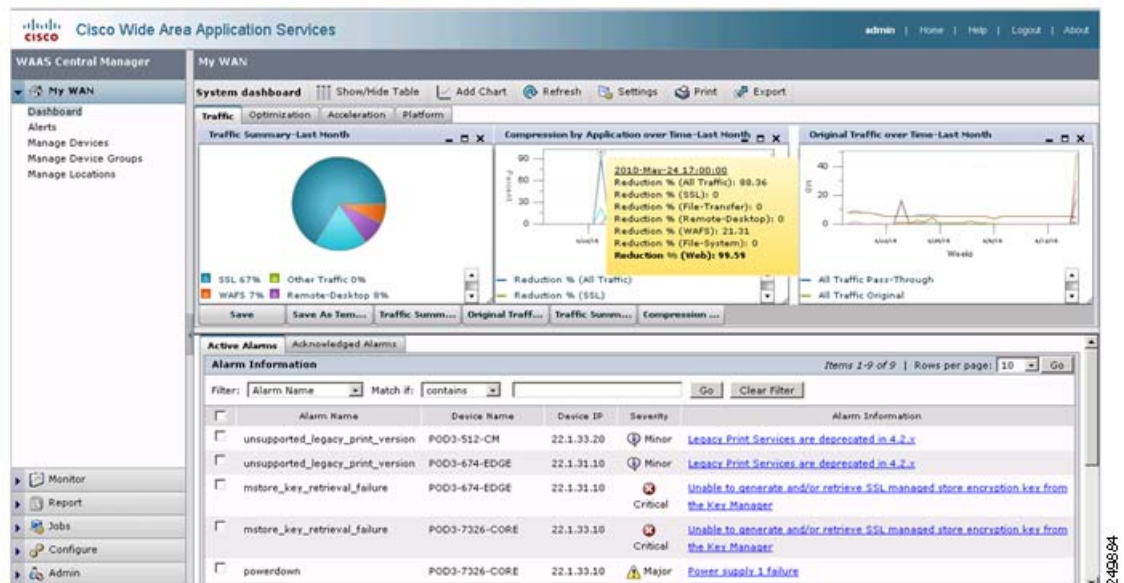 CISCO
Cisco Wide Area Application Services
admin | Home | Help | Logout | About
WAAS Central Manager
My WAN
My WAN
Dashboard
Alerts
Manage Devices
Manage Device Groups
Manage Locations
Monitor
Report
Jobs
Configure
Admin
System dashboard
Show/Hide Table
Add Chart
Refresh
Settings
Print
Export
Traffic
Optimization
Acceleration
Platform
Traffic Summary-Last Month
SSL 67%
Other Traffic 0%
WAFS 7%
Remote-Desktop 8%
Compression by Application over Time-Last Month
90
60
30
0
Percent
2010-May-24 17:00:00
Reduction % (All Traffic): 88.36
Reduction % (SSL): 0
Reduction % (File-Transfer): 0
Reduction % (Remote-Desktop): 0
Reduction % (WAFS): 21.31
Reduction % (File-System): 0
Reduction % (Web): 99.59
Reduction % (All Traffic)
Reduction % (SSL)
Original Traffic over Time-Last Month
40
20
0
Weeks
All Traffic Pass-Through
All Traffic Original
Save
Save As Tem...
Traffic Summ...
Original Traff...
Traffic Summ...
Compression ...
Active Alarms
Acknowledged Alarms
Alarm Information
Items 1-9 of 9 | Rows per page: 10 Go
Filter: Alarm Name Match if: contains Go Clear Filter
Alarm Name Device Name Device IP Severity Alarm Information
unsupported_legacy_print_version POD3-512-CM 22.1.33.20 Minor Legacy Print Services are deprecated in 4.2.x
unsupported_legacy_print_version POD3-674-EDGE 22.1.31.10 Minor Legacy Print Services are deprecated in 4.2.x
mstore_key_retrieval_failure POD3-674-EDGE 22.1.31.10 Critical Unable to generate and/or retrieve SSL managed store encryption key from
the Key Manager
mstore_key_retrieval_failure POD3-7326-CORE 22.1.33.10 Critical Unable to generate and/or retrieve SSL managed store encryption key from
the Key Manager
powerdown POD3-7326-CORE 22.1.33.10 Major Power supply 1 failure
249884